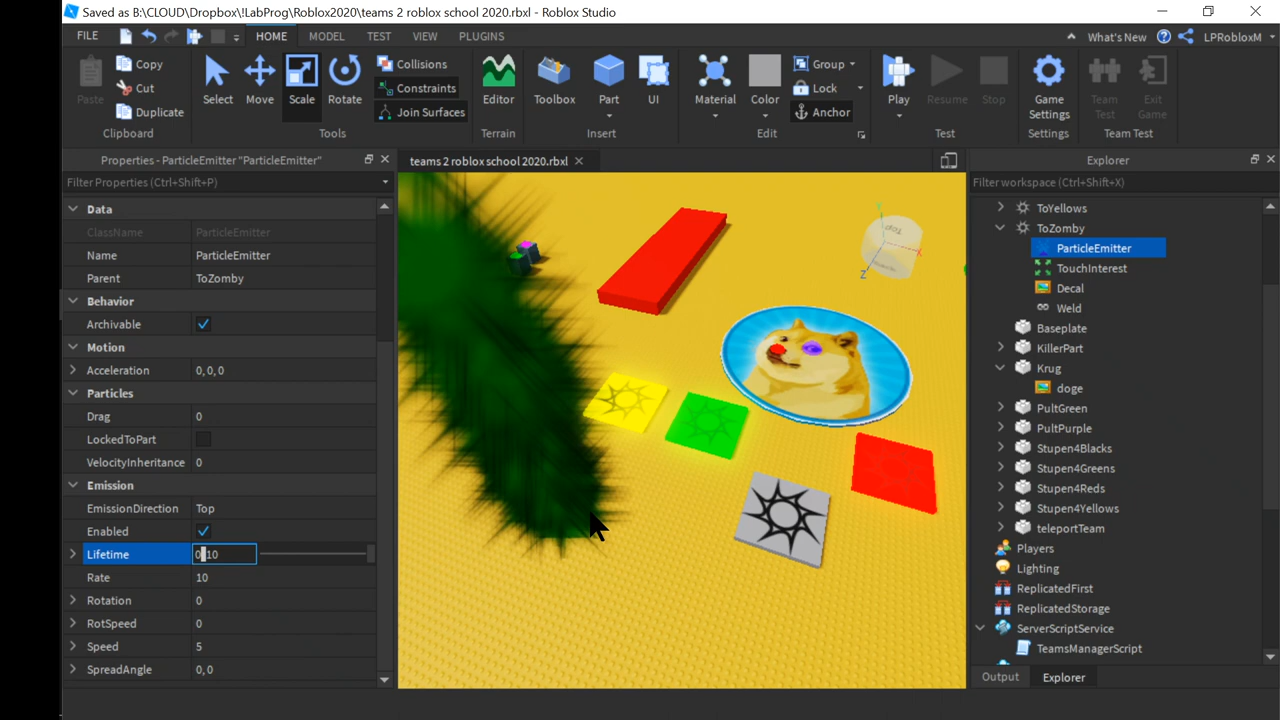 Saved as B:\CLOUD\Dropbox\!LabProg\Roblox2020\teams 2 roblox school 2020.rbxl - Roblox Studio
FILE HOME MODEL TEST VIEW PLUGINS What's New LPRobloxM
Copy
Cut
Duplicate
Paste
Clipboard
Select Move Scale Rotate
Collisions
Constraints
Join Surfaces
Tools
Editor
Terrain
Toolbox Part UI
Insert
Material Color
Group
Lock
Anchor
Edit
Play Resume Stop
Test
Game
Settings
Settings
Team
Test
Exit
Game
Team Test
Properties - ParticleEmitter "ParticleEmitter"
Filter Properties (Ctrl+Shift+P)
Data
ClassName ParticleEmitter
Name ParticleEmitter
Parent ToZomby
Behavior
Archivable
Motion
Acceleration 0, 0, 0
Particles
Drag 0
LockedToPart
VelocityInheritance 0
Emission
EmissionDirection Top
Enabled
Lifetime 0 10
Rate 10
Rotation 0
RotSpeed 0
Speed 5
SpreadAngle 0, 0
teams 2 roblox school 2020.rbxl
Y
Top
X
Z
Explorer
Filter workspace (Ctrl+Shift+X)
ToYellows
ToZomby
ParticleEmitter
TouchInterest
Decal
Weld
Baseplate
KillerPart
Krug
doge
PultGreen
PultPurple
Stupen4Blacks
Stupen4Greens
Stupen4Reds
Stupen4Yellows
teleportTeam
Players
Lighting
ReplicatedFirst
ReplicatedStorage
ServerScriptService
TeamsManagerScript
Output Explorer